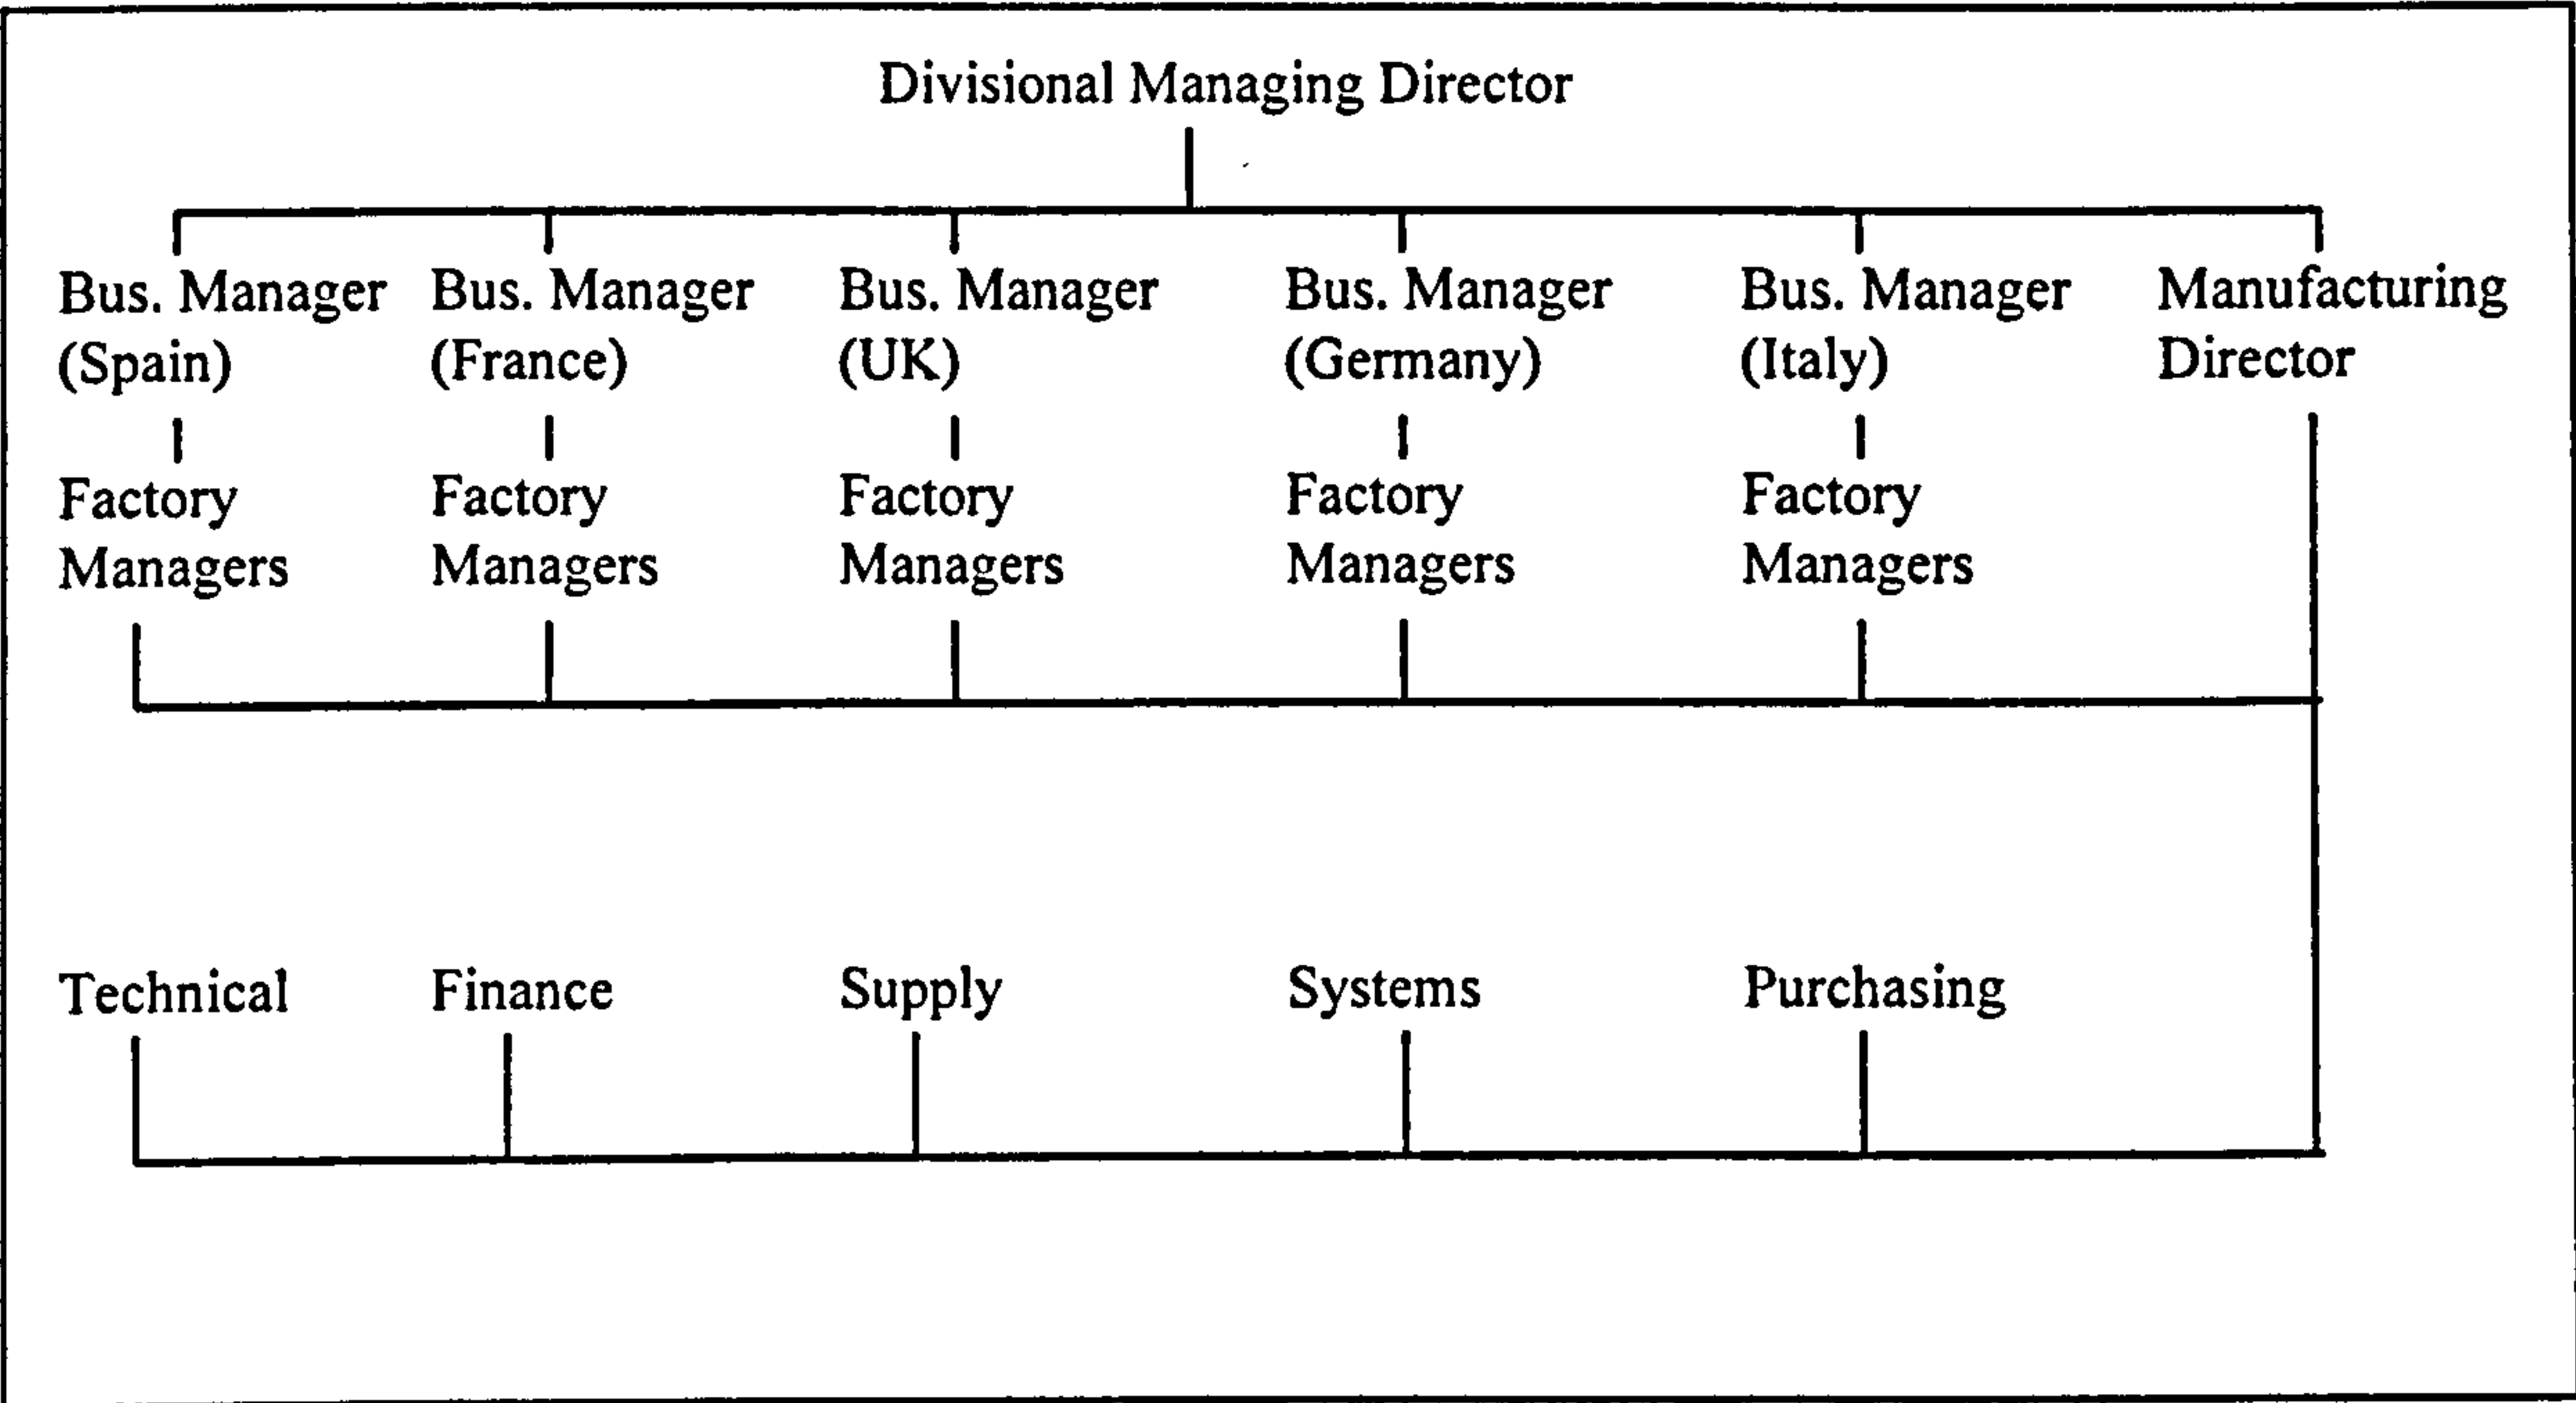 Divisional Managing Director
Bus. Manager Bus. Manager Bus. Manager Bus. Manager Bus. Manager Manufacturing
(Spain) (France) (UK) (Germany) (Italy) Director
Factory Factory Factory Factory Factory
Managers Managers Managers Managers Managers
Technical Finance Supply Systems Purchasing